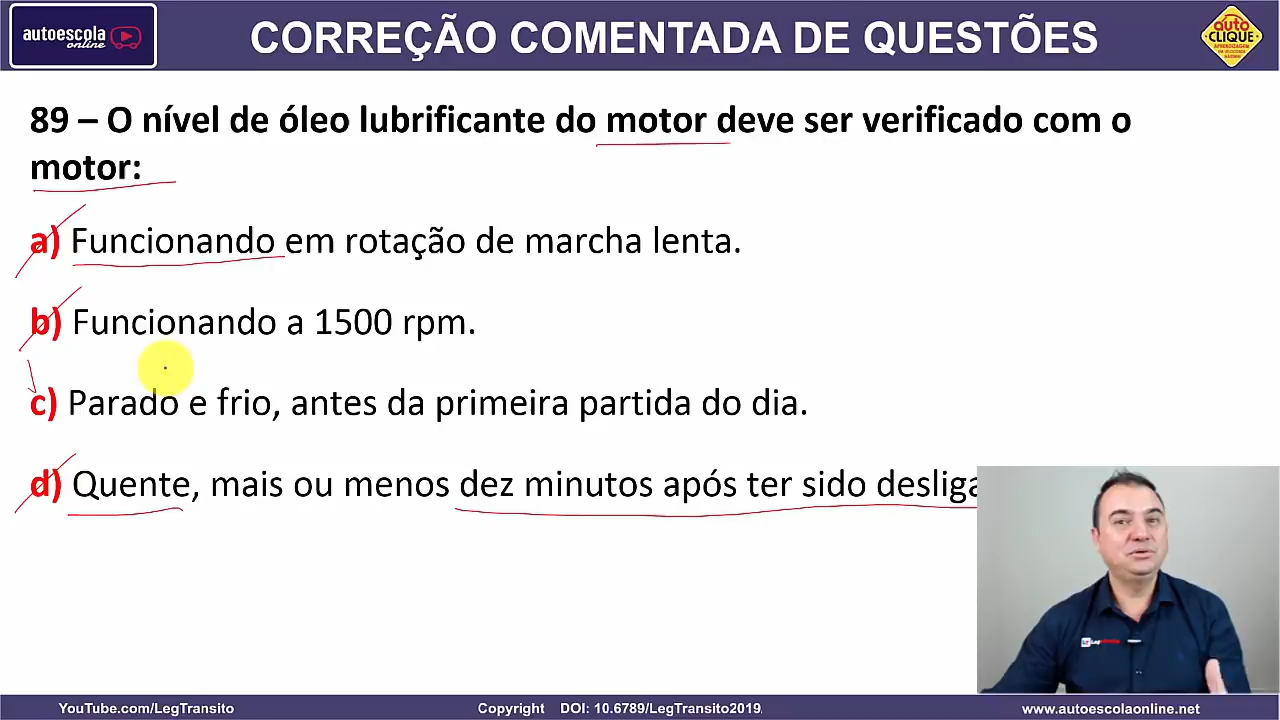 autoescola
online
CORREÇÃO COMENTADA DE QUESTÕES
auto
CLIQUE
89 – O nível de óleo lubrificante do motor deve ser verificado com o
motor:
a) Funcionando em rotação de marcha lenta.
b) Funcionando a 1500 rpm.
c) Parado e frio, antes da primeira partida do dia.
d) Quente, mais ou menos dez minutos após ter sido desliga
YouTube.com/LegTransito
Copyright DOI: 10.6789/LegTransito2019
www.autoescolaonline.net